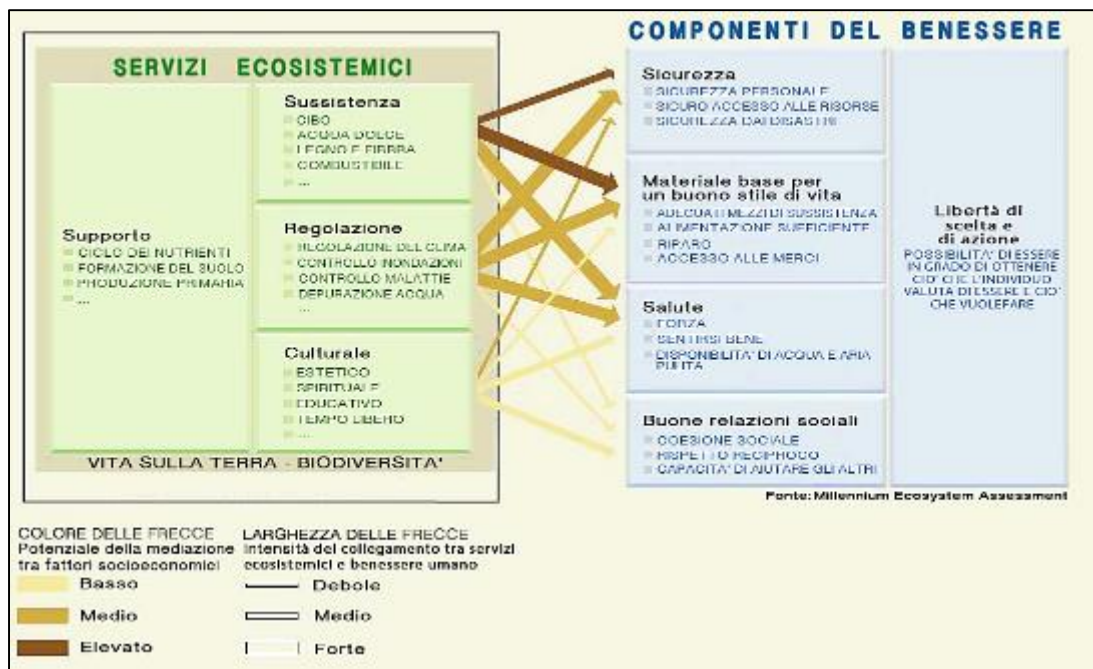 COMPONENTI DEL BENESSERE
SERVIZI ECOSISTEMICI
Supporto
CICLO DEI NUTRIENTI
FORMAZIONE DEL SUOLO
PRODUZIONE PRIMARIA
...
Sussistenza
CIBO
ACQUA DOLCE
LEGNO E FIBBRA
COMBUSTIBILE
...
Regolazione
REGOLAZIONE DEL CLIMA
CONTROLLO INONDAZIONI
CONTROLLO MALATTIE
DEPURAZIONE ACQUA
...
Culturale
ESTETICO
SPIRITUALE
EDUCATIVO
TEMPO LIBERO
...
VITA SULLA TERRA - BIODIVERSITA'
Sicurezza
SICUREZZA PERSONALE
SICURO ACCESSO ALLE RISORSE
SICUREZZA DAI DISASTRI
Materiale base per
un buono stile di vita
ADEGUATI MEZZI DI SUSSISTENZA
ALIMENTAZIONE SUFFICIENTE
RIPARO
ACCESSO ALLE MERCI
Salute
FORZA
SENTIRSI BENE
DISPONIBILITA' DI ACQUA E ARIA
PULITA
Buone relazioni sociali
COESIONE SOCIALE
RISPETTO RECIPROCO
CAPACITA' DI AIUTARE GLI ALTRI
Libertà di
scelta e
di azione
POSSIBILITA' DI ESSERE
IN GRADO DI OTTENERE
CIO' CHE L'INDIVIDUO
VALUTA DI ESSERE E CIO'
CHE VUOLEFARE
Fonte: Millennium Ecosystem Assessment
COLORE DELLE FRECCE
Potenziale della mediazione
tra fattori socioeconomici
Basso
Medio
Elevato
LARGHEZZA DELLE FRECCE
Intensità del collegamento tra servizi
ecosistemici e benessere umano
Debole
Medio
Forte